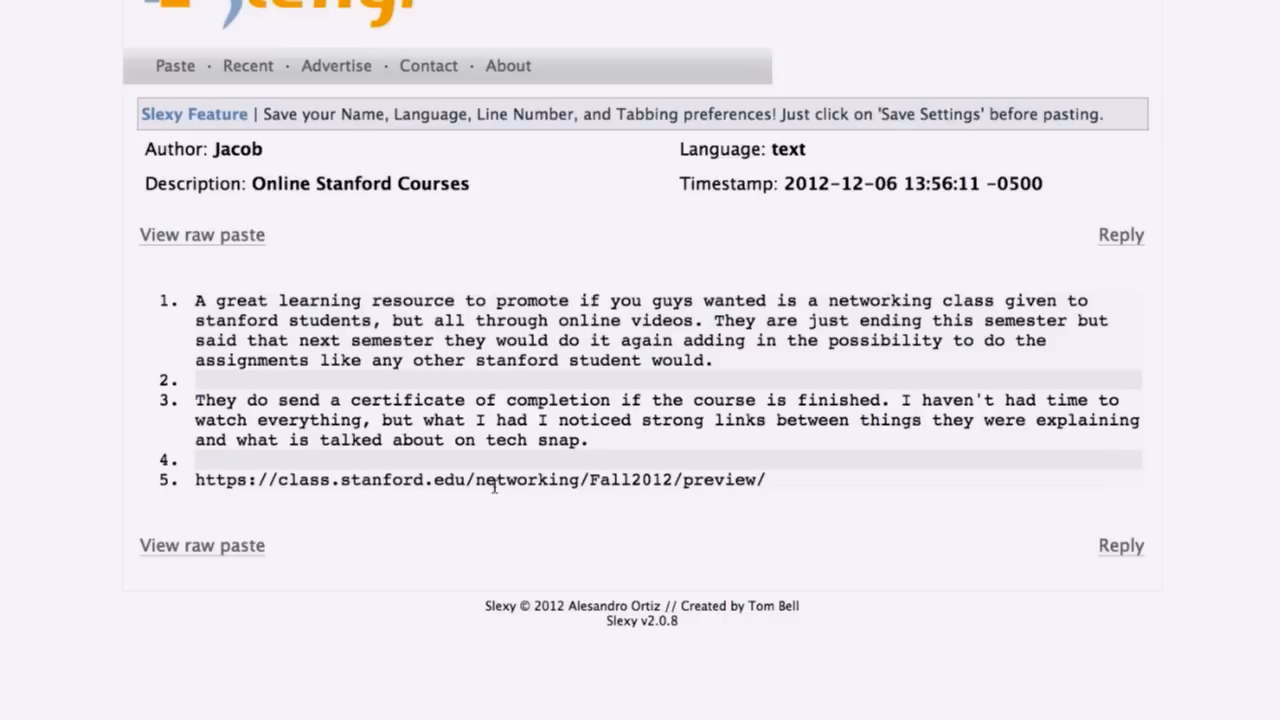 Paste · Recent · Advertise · Contact · About
Slexy Feature | Save your Name, Language, Line Number, and Tabbing preferences! Just click on 'Save Settings' before pasting.
Author: Jacob
Language: text
Description: Online Stanford Courses
Timestamp: 2012-12-06 13:56:11 -0500
View raw paste
Reply
1. A great learning resource to promote if you guys wanted is a networking class given to
stanford students, but all through online videos. They are just ending this semester but
said that next semester they would do it again adding in the possibility to do the
assignments like any other stanford student would.
2.
3. They do send a certificate of completion if the course is finished. I haven't had time to
watch everything, but what I had I noticed strong links between things they were explaining
and what is talked about on tech snap.
4.
5. https://class.stanford.edu/networking/Fall2012/preview/
View raw paste
Reply
Slexy © 2012 Alesandro Ortiz // Created by Tom Bell
Slexy v2.0.8